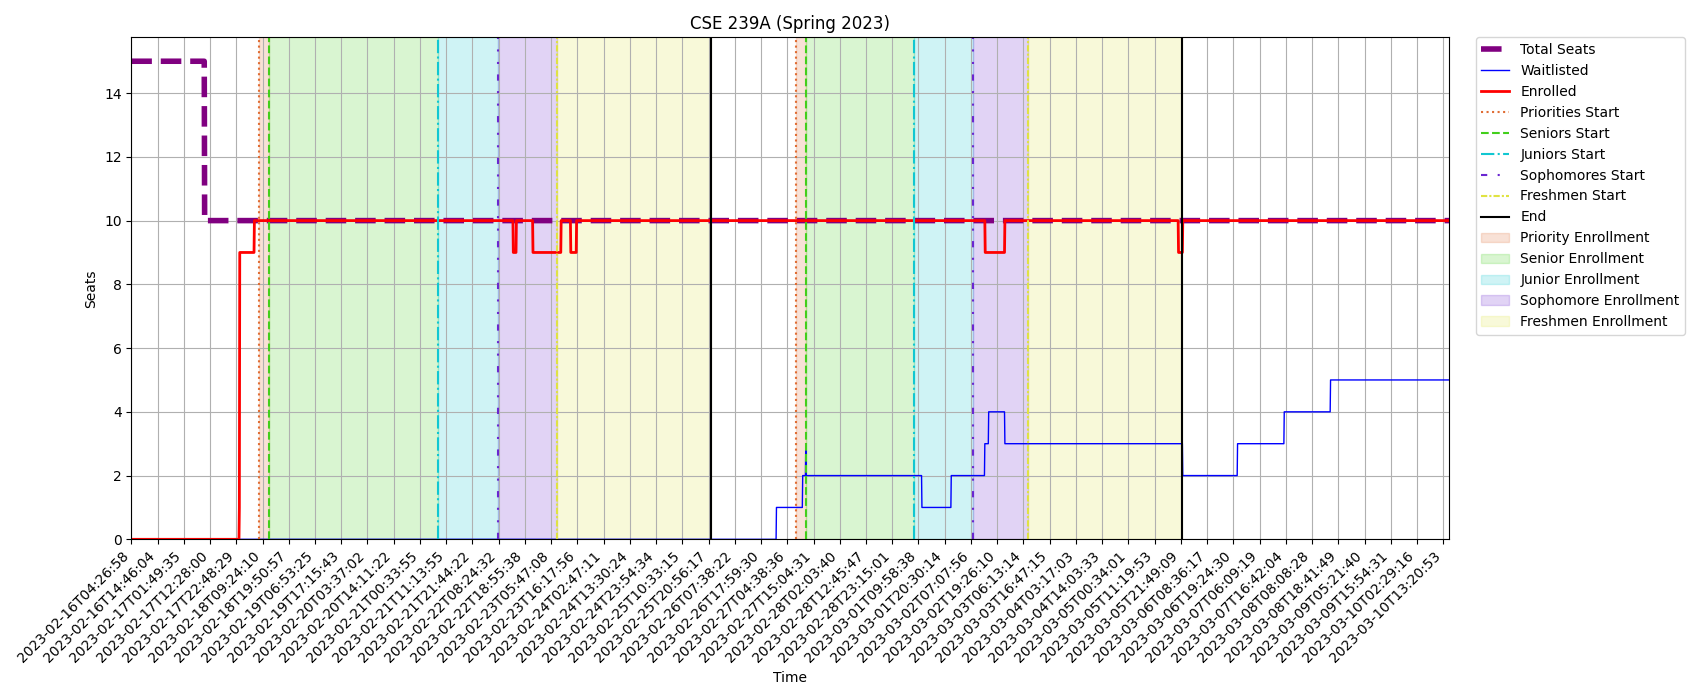 CSE 239A (Spring 2023)
Seats
14
12
10
8
6
4
2
0
Total Seats
Waitlisted
Enrolled
Priorities Start
Seniors Start
Juniors Start
Sophomores Start
Freshmen Start
End
Priority Enrollment
Senior Enrollment
Junior Enrollment
Sophomore Enrollment
Freshmen Enrollment
2023-02-16T04:26:58
2023-02-16T14:46:04
2023-02-17T01:49:35
2023-02-17T12:28:00
2023-02-17T22:48:29
2023-02-18T09:24:10
2023-02-18T19:50:57
2023-02-19T06:53:25
2023-02-19T17:15:43
2023-02-20T03:37:02
2023-02-20T14:11:22
2023-02-21T00:33:55
2023-02-21T11:13:55
2023-02-21T21:44:22
2023-02-22T08:24:32
2023-02-22T18:55:38
2023-02-23T05:47:08
2023-02-23T16:17:56
2023-02-24T02:47:11
2023-02-24T13:30:24
2023-02-24T23:54:34
2023-02-25T10:33:15
2023-02-25T20:56:17
2023-02-26T07:38:22
2023-02-26T17:59:30
2023-02-27T04:38:36
2023-02-27T15:04:31
2023-02-28T02:03:40
2023-02-28T12:45:47
2023-02-28T23:15:01
2023-03-01T09:58:38
2023-03-01T20:30:14
2023-03-02T07:07:56
2023-03-02T19:26:10
2023-03-03T06:13:14
2023-03-03T16:47:15
2023-03-04T03:17:03
2023-03-04T14:03:33
2023-03-05T00:34:01
2023-03-05T11:19:53
2023-03-05T21:49:09
2023-03-06T08:36:17
2023-03-06T19:24:30
2023-03-07T06:09:19
2023-03-07T16:42:04
2023-03-08T08:08:28
2023-03-08T18:41:49
2023-03-09T05:21:40
2023-03-09T15:54:31
2023-03-10T02:29:16
2023-03-10T13:20:53
Time